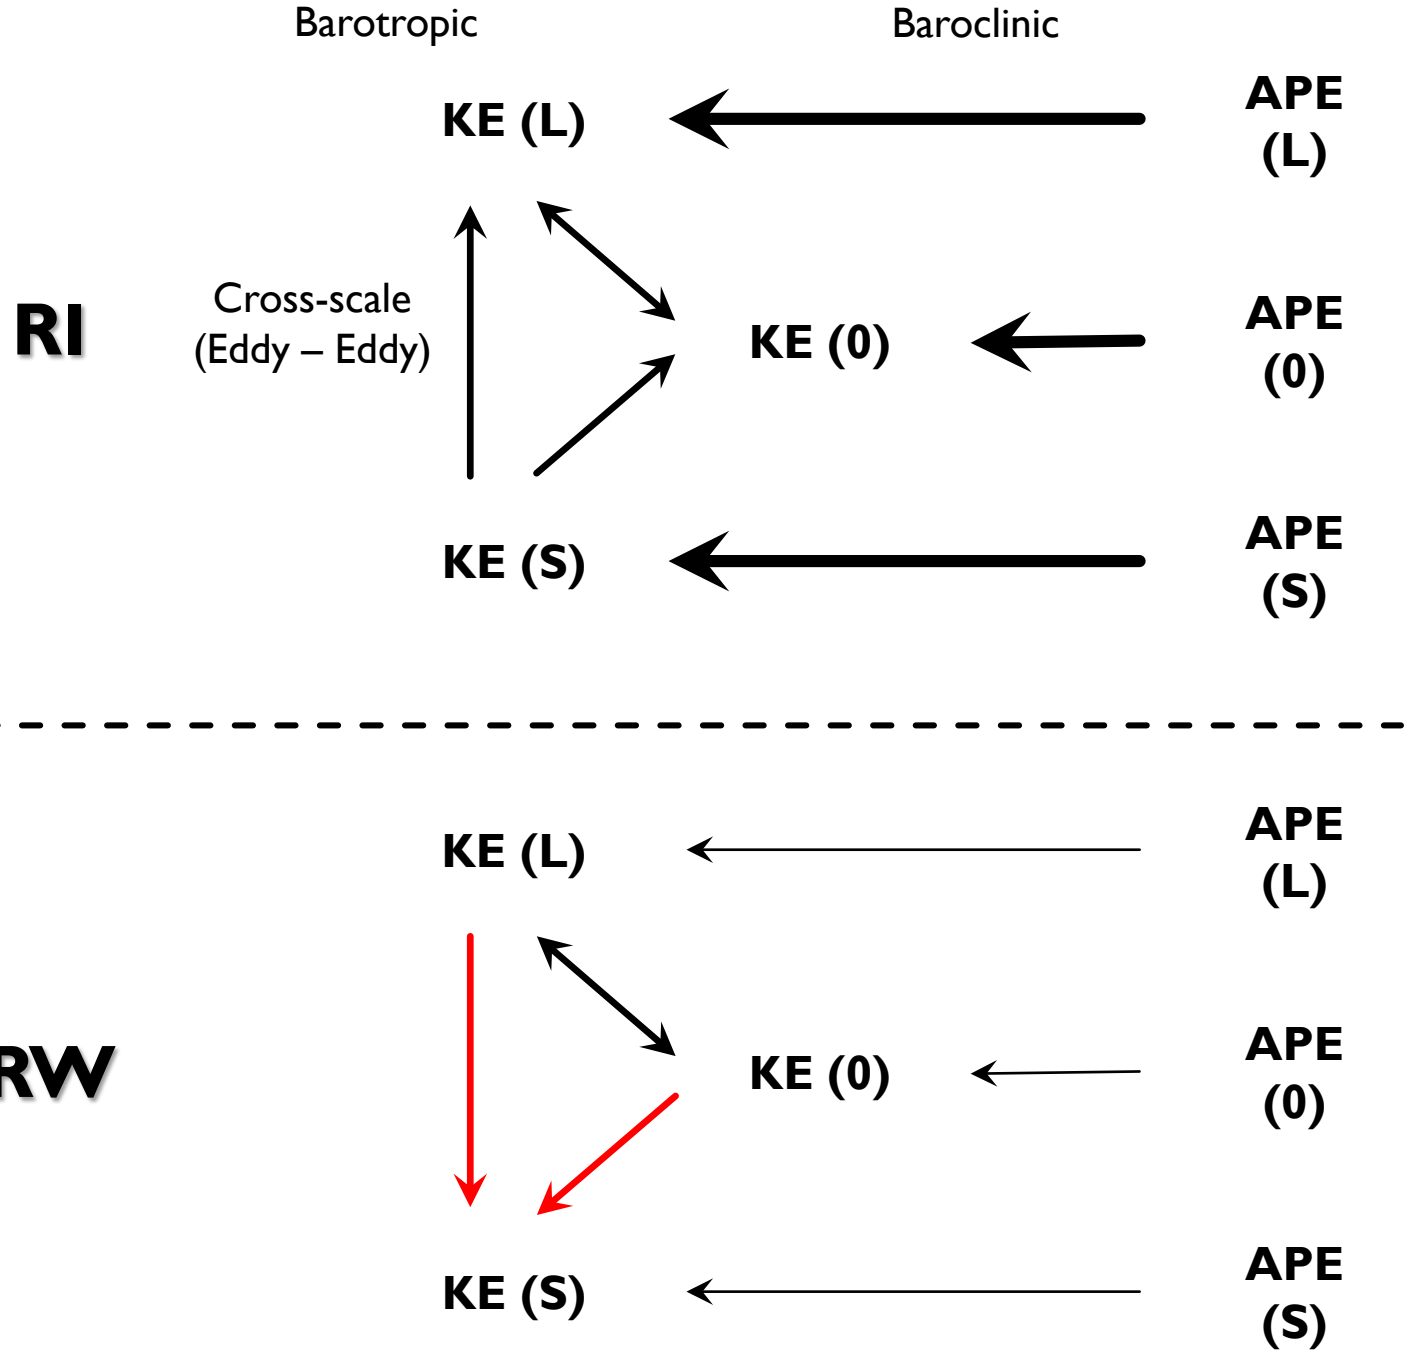 Barotropic
Baroclinic
KE (L)
APE
(L)
RI
Cross-scale
(Eddy – Eddy)
KE (0)
APE
(0)
KE (S)
APE
(S)
KE (L)
APE
(L)
RW
KE (0)
APE
(0)
KE (S)
APE
(S)